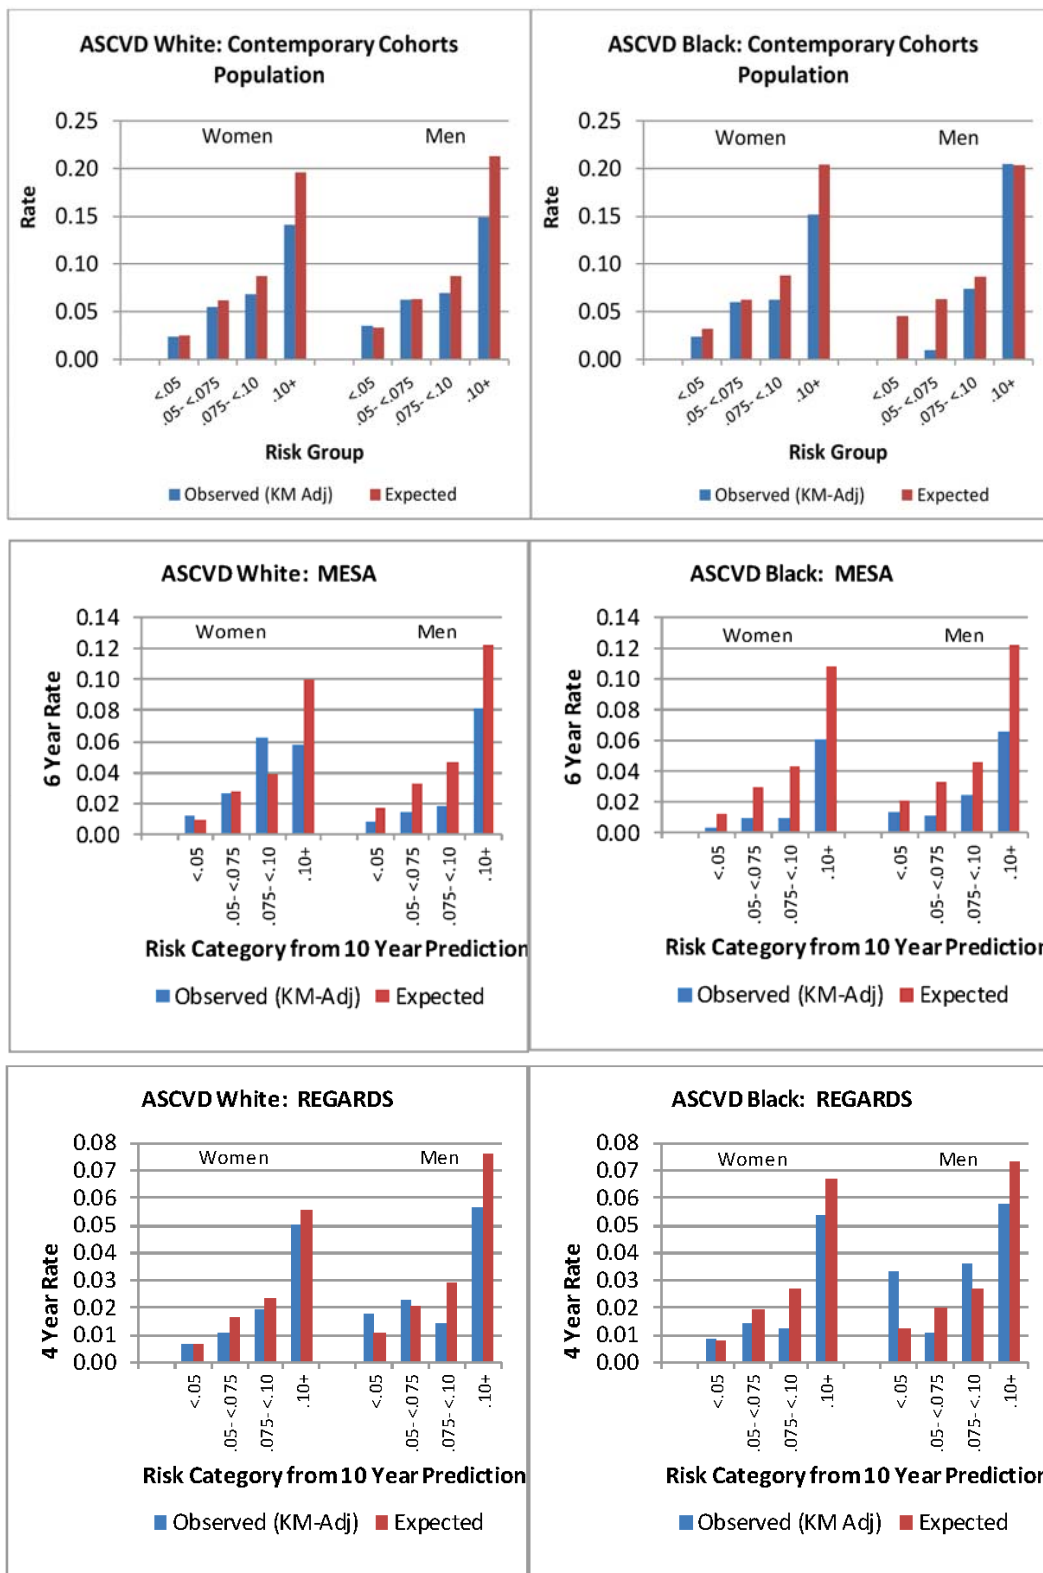 ASCVD White: Contemporary Cohorts
Population
0.25
0.20
0.15
0.10
0.05
0.00
Rate
Women
Men
<.05
.05- <.075
.075- <.10
.10+
<.05
.05- <.075
.075- <.10
.10+
Risk Group
Observed (KM Adj)
Expected
ASCVD Black: Contemporary Cohorts
Population
0.25
0.20
0.15
0.10
0.05
0.00
Rate
Women
Men
<.05
.05- <.075
.075- <.10
.10+
<.05
.05- <.075
.075- <.10
.10+
Risk Group
Observed (KM-Adj)
Expected
ASCVD White: MESA
0.14
0.12
0.10
0.08
0.06
0.04
0.02
0.00
6 Year Rate
Women
Men
<.05
.05- <.075
.075- <.10
.10+
<.05
.05- <.075
.075- <.10
.10+
Risk Category from 10 Year Prediction
Observed (KM-Adj)
Expected
ASCVD Black: MESA
0.14
0.12
0.10
0.08
0.06
0.04
0.02
0.00
6 Year Rate
Women
Men
<.05
.05- <.075
.075- <.10
.10+
<.05
.05- <.075
.075- <.10
.10+
Risk Category from 10 Year Prediction
Observed (KM-Adj)
Expected
ASCVD White: REGARDS
0.08
0.07
0.06
0.05
0.04
0.03
0.02
0.01
0.00
4 Year Rate
Women
Men
<.05
.05- <.075
.075- <.10
.10+
<.05
.05- <.075
.075- <.10
.10+
Risk Category from 10 Year Prediction
Observed (KM-Adj)
Expected
ASCVD Black: REGARDS
0.08
0.07
0.06
0.05
0.04
0.03
0.02
0.01
0.00
4 Year Rate
Women
Men
<.05
.05- <.075
.075- <.10
.10+
<.05
.05- <.075
.075- <.10
.10+
Risk Category from 10 Year Prediction
Observed (KM Adj)
Expected